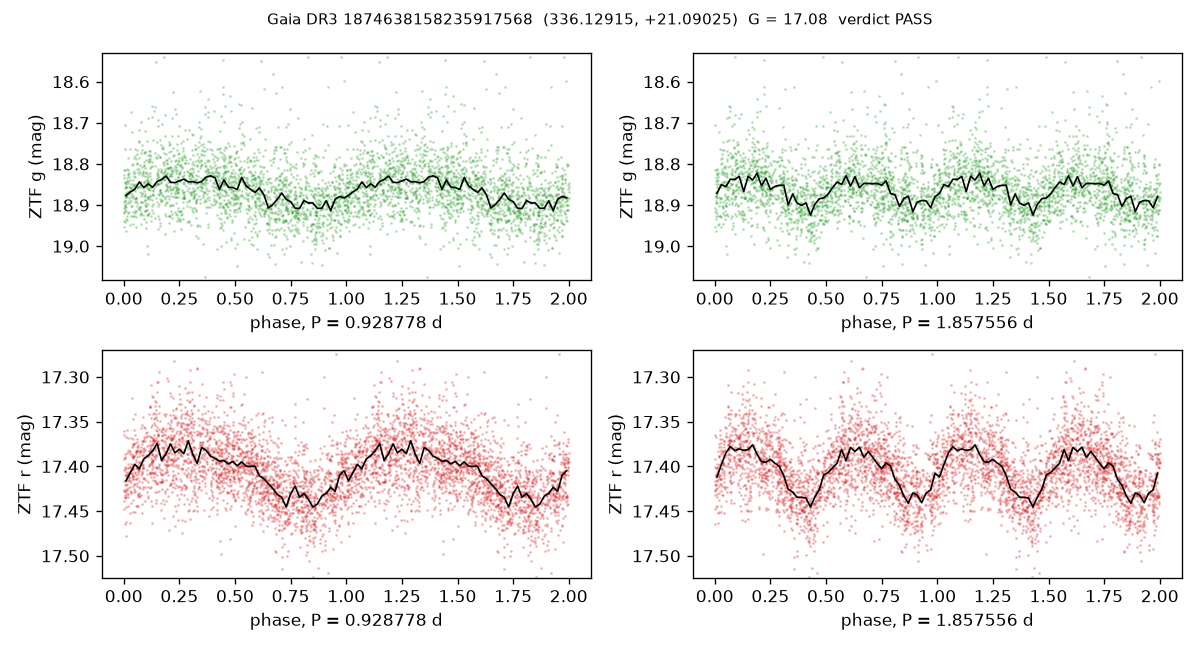 Gaia DR3 1874638158235917568 (336.12915, +21.09025) G = 17.08 verdict PASS
ZTF g (mag)
18.6
18.7
18.8
18.9
19.0
0.00 0.25 0.50 0.75 1.00 1.25 1.50 1.75 2.00
phase, P = 0.928778 d
ZTF g (mag)
18.6
18.7
18.8
18.9
19.0
0.00 0.25 0.50 0.75 1.00 1.25 1.50 1.75 2.00
phase, P = 1.857556 d
ZTF r (mag)
17.30
17.35
17.40
17.45
17.50
0.00 0.25 0.50 0.75 1.00 1.25 1.50 1.75 2.00
phase, P = 0.928778 d
ZTF r (mag)
17.30
17.35
17.40
17.45
17.50
0.00 0.25 0.50 0.75 1.00 1.25 1.50 1.75 2.00
phase, P = 1.857556 d